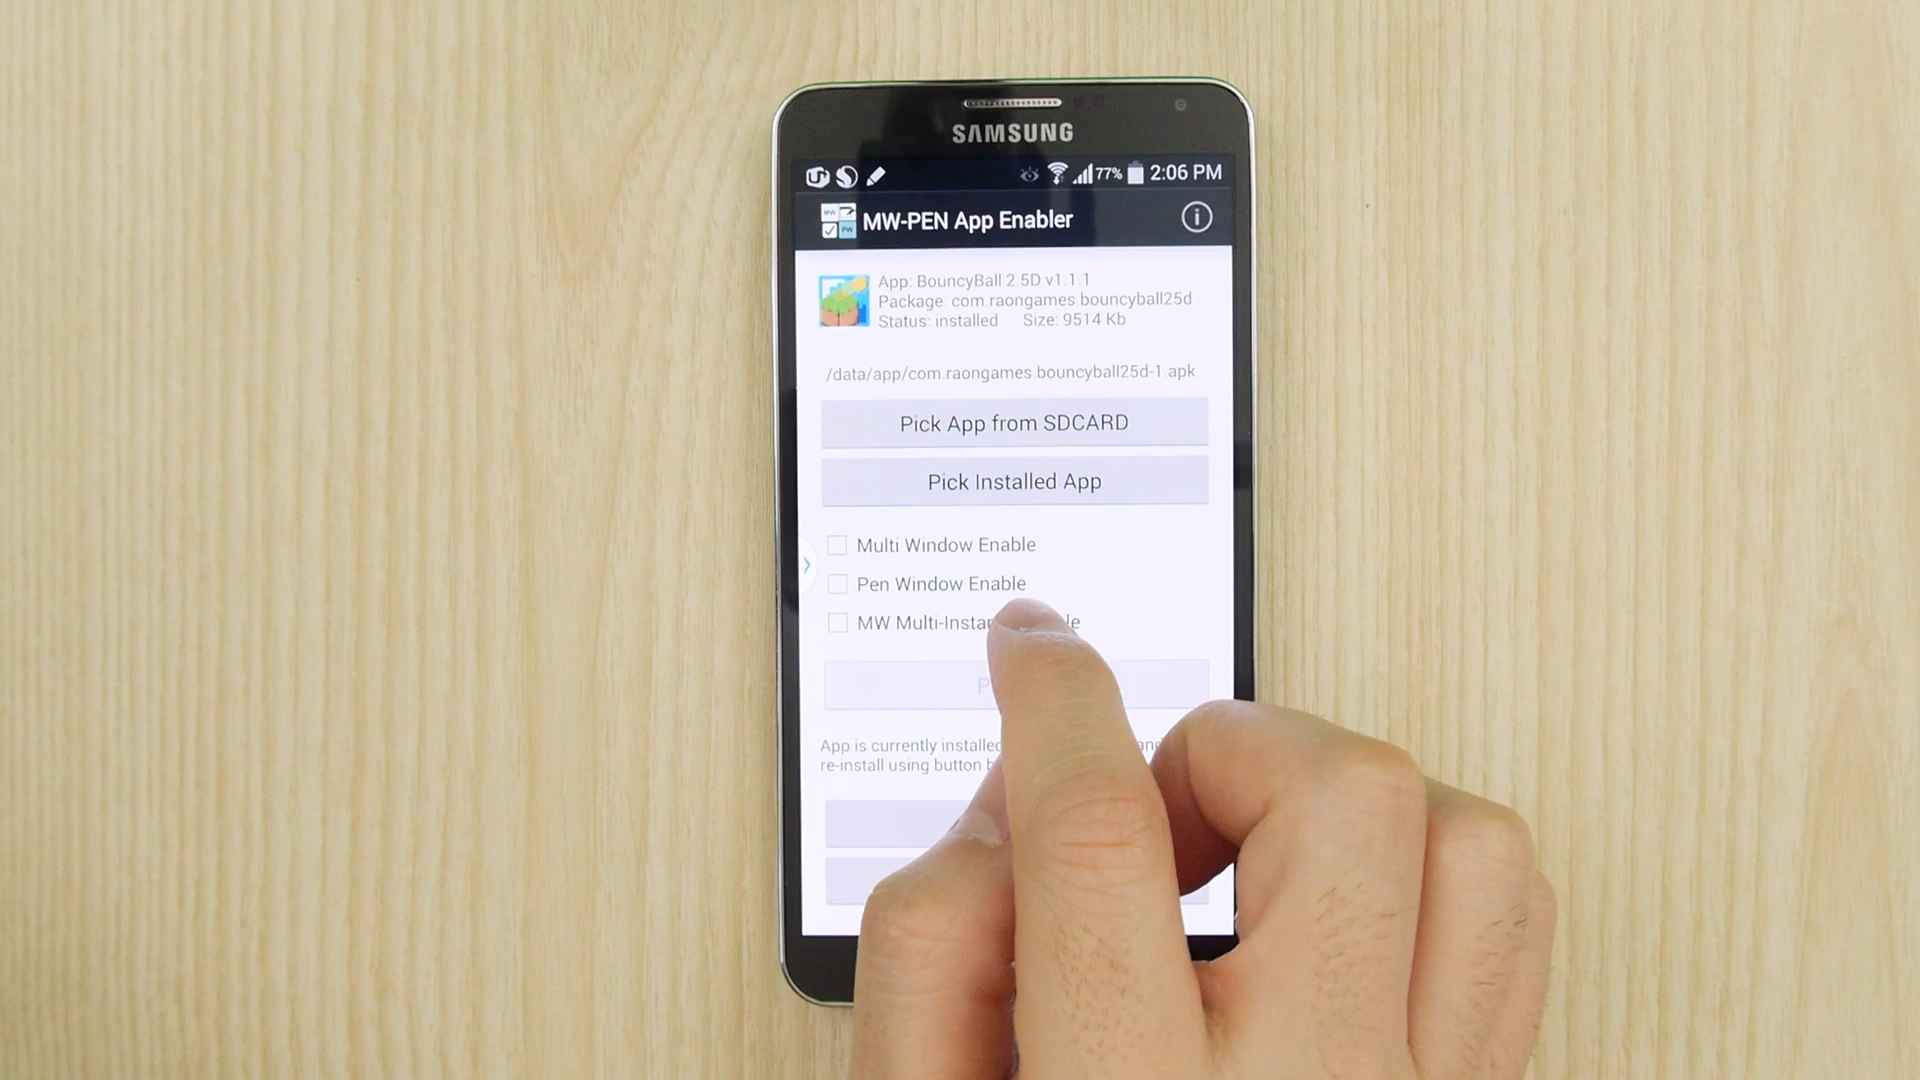 SAMSUNG
77% 2:06 PM
MW-PEN App Enabler
App: BouncyBall 2.5D v1.1.1
Package: com.raongames.bouncyball25d
Status: installed Size: 9514 Kb
/data/app/com.raongames.bouncyball25d-1.apk
Pick App from SDCARD
Pick Installed App
Multi Window Enable
Pen Window Enable
MW
App is currently installed
re-install using button